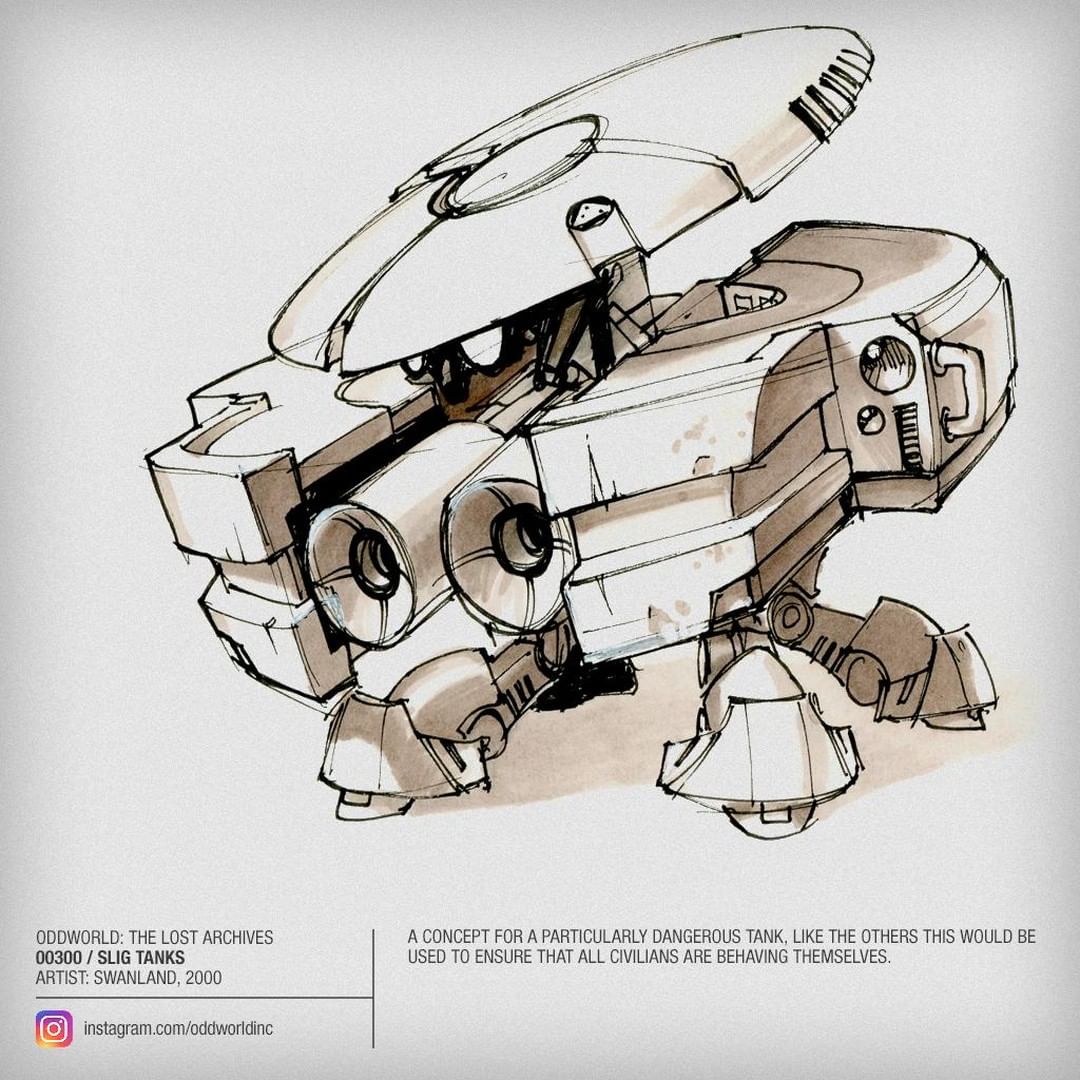 ODDWORLD: THE LOST ARCHIVES
00300 / SLIG TANKS
ARTIST: SWANLAND, 2000
instagram.com/oddworldinc
A CONCEPT FOR A PARTICULARLY DANGEROUS TANK, LIKE THE OTHERS THIS WOULD BE
USED TO ENSURE THAT ALL CIVILIANS ARE BEHAVING THEMSELVES.